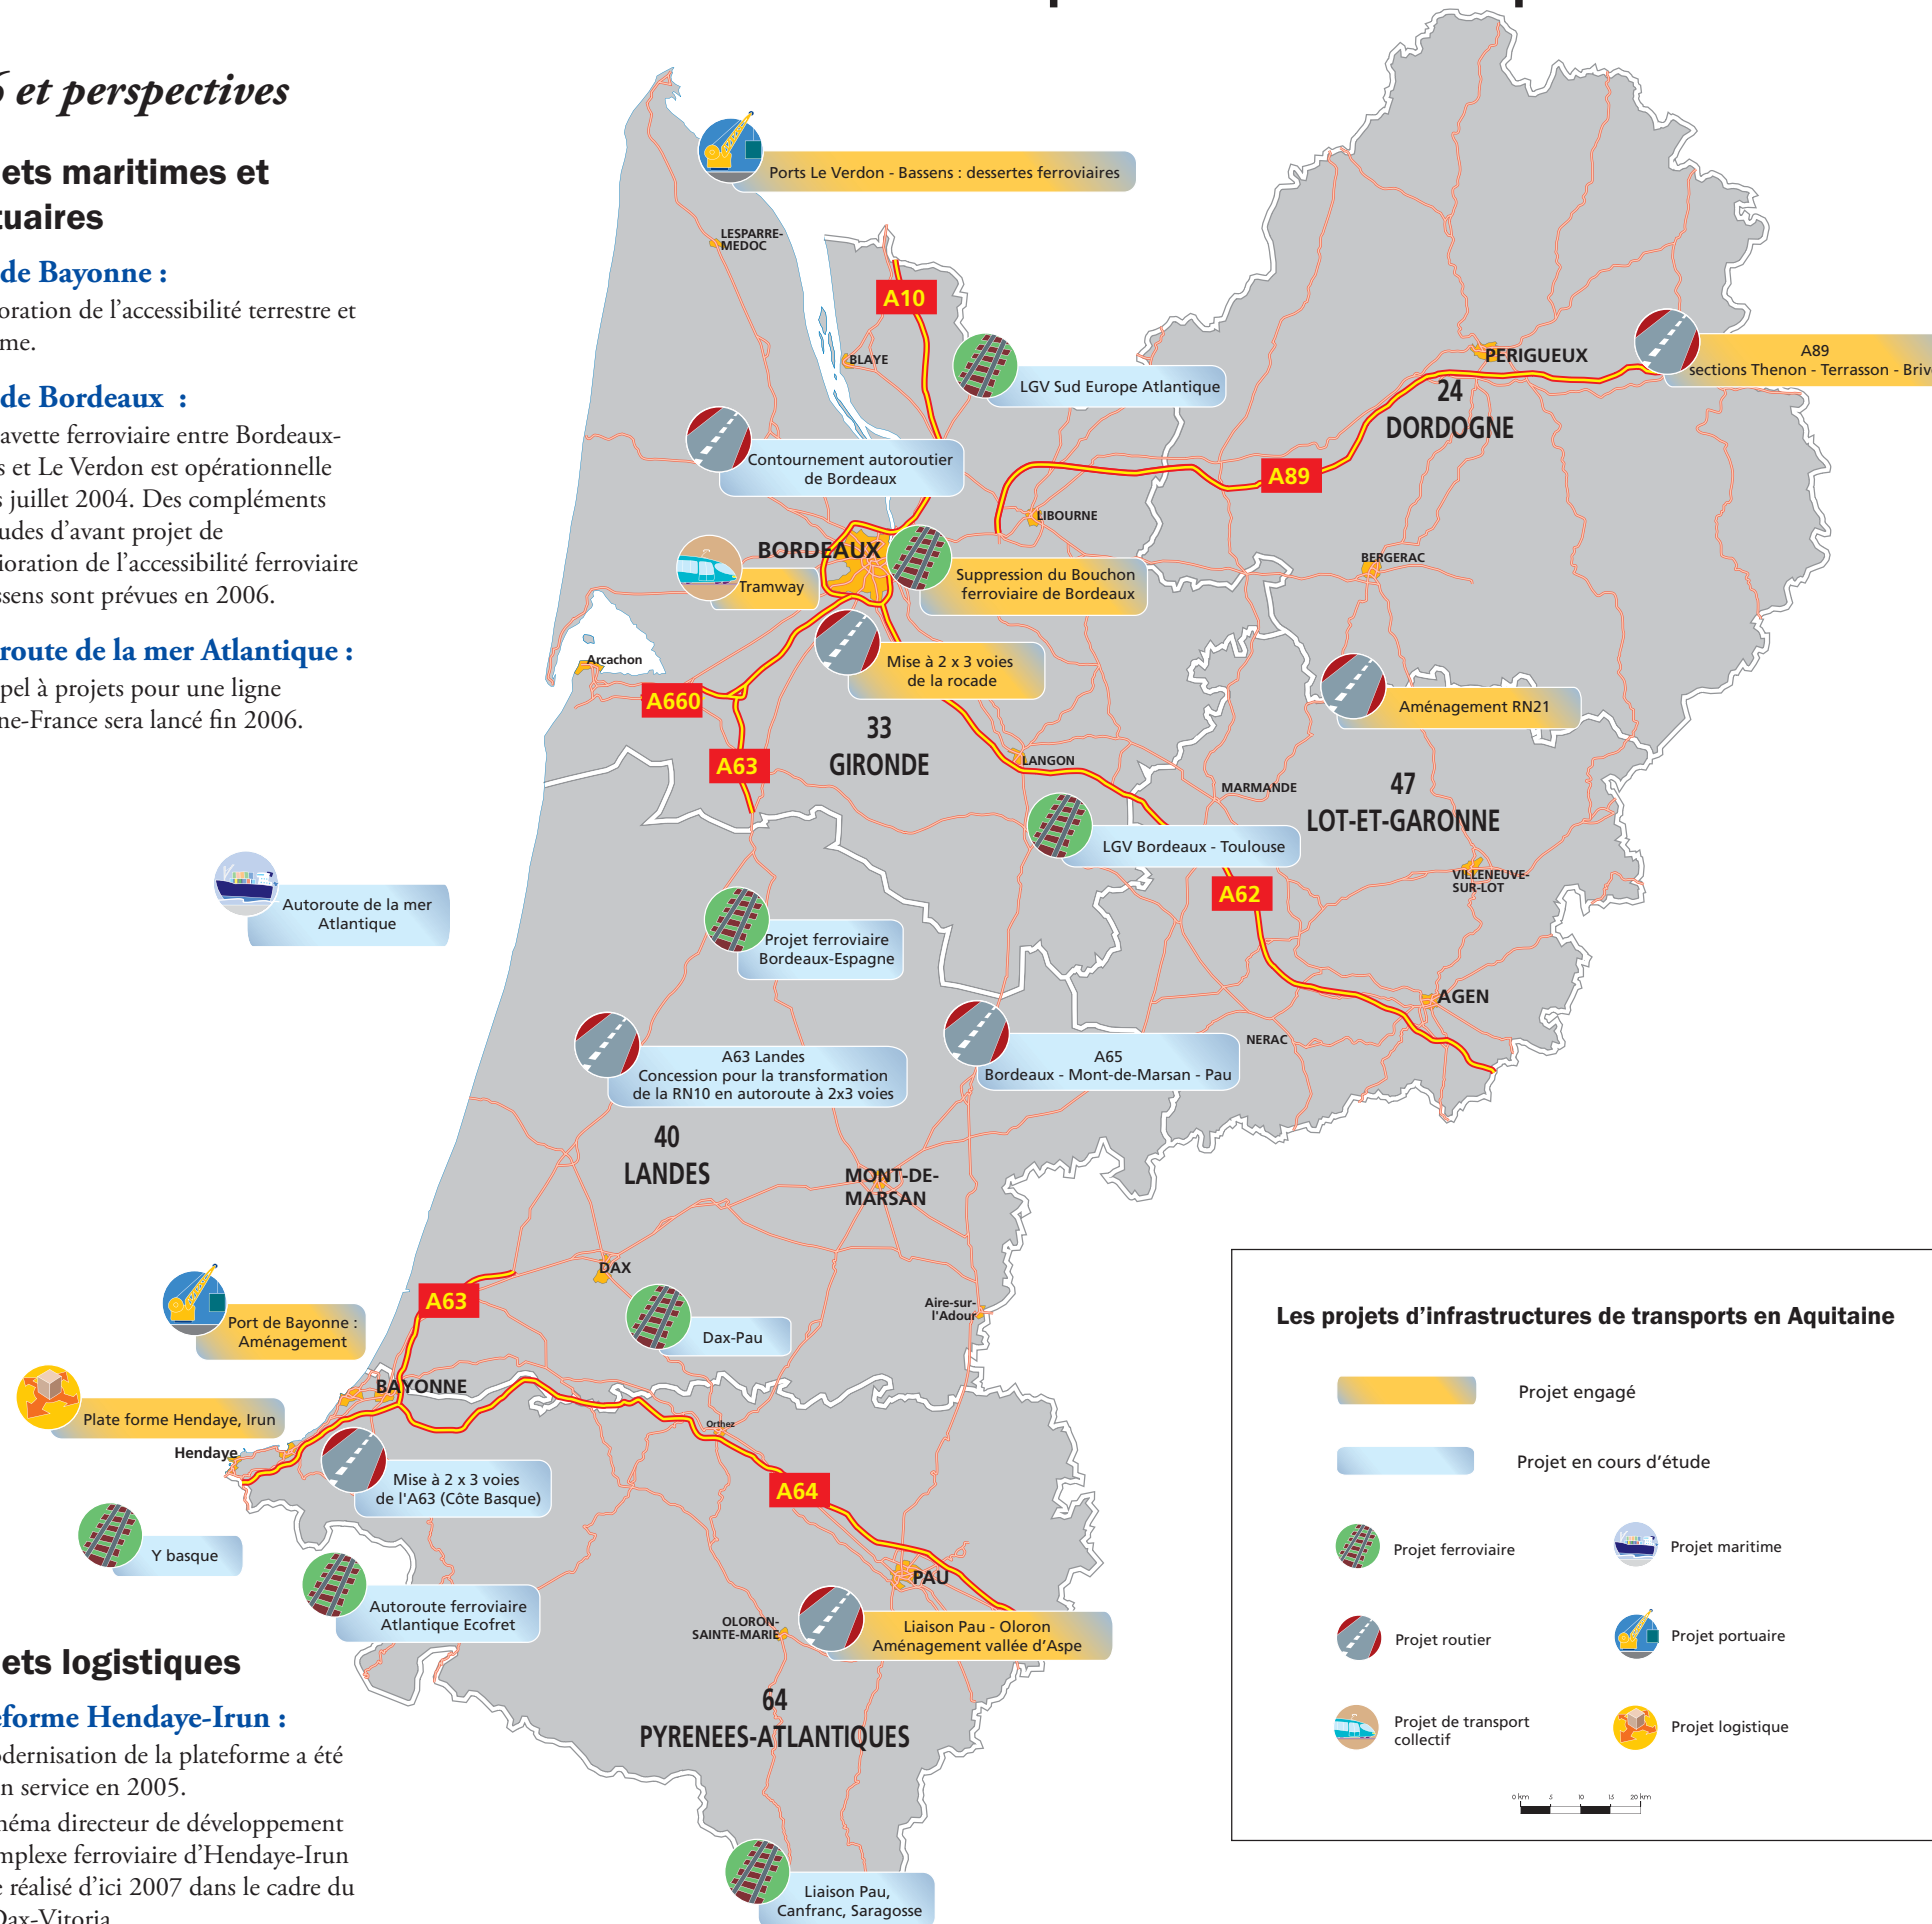 6 et perspectives
ets maritimes et
tuaires
de Bayonne :
oration de l’accessibilité terrestre et
me.
de Bordeaux :
avette ferroviaire entre Bordeaux-
s et Le Verdon est opérationnelle
s juillet 2004. Des compléments
udes d’avant projet de
ioration de l’accessibilité ferroviaire
ssens sont prévues en 2006.
route de la mer Atlantique :
pel à projets pour une ligne
ne-France sera lancé fin 2006.
ets logistiques
forme Hendaye-Irun :
dernisation de la plateforme a été
n service en 2005.
héma directeur de développement
mplexe ferroviaire d’Hendaye-Irun
e réalisé d’ici 2007 dans le cadre du
Dax-Vitoria
Ports Le Verdon - Bassens : dessertes ferroviaires
LESPARRE-
MEDOC
A10
BLAYE
LGV Sud Europe Atlantique
PERIGUEUX
A89
sections Thenon - Terrasson - Briv
24
DORDOGNE
Contournement autoroutier
de Bordeaux
A89
LIBOURNE
BORDEAUX
BERGERAC
Tramway
Suppression du Bouchon
ferroviaire de Bordeaux
Arcachon
Mise à 2 x 3 voies
de la rocade
A660
Aménagement RN21
33
GIRONDE
A63
LANGON
MARMANDE
47
LOT-ET-GARONNE
LGV Bordeaux - Toulouse
VILLENEUVE-
SUR-LOT
A62
Autoroute de la mer
Atlantique
Projet ferroviaire
Bordeaux-Espagne
AGEN
NERAC
A63 Landes
Concession pour la transformation
de la RN10 en autoroute à 2x3 voies
A65
Bordeaux - Mont-de-Marsan - Pau
40
LANDES
MONT-DE-
MARSAN
DAX
A63
Aire-sur-
l'Adour
Port de Bayonne :
Aménagement
Dax-Pau
BAYONNE
Plate forme Hendaye, Irun
Orthez
Hendaye
Mise à 2 x 3 voies
de l'A63 (Côte Basque)
A64
Y basque
PAU
Autoroute ferroviaire
Atlantique Ecofret
OLORON-
SAINTE-MARIE
Liaison Pau - Oloron
Aménagement vallée d’Aspe
64
PYRENEES-ATLANTIQUES
Liaison Pau,
Canfranc, Saragosse
Les projets d’infrastructures de transports en Aquitaine
Projet engagé
Projet en cours d’étude
Projet ferroviaire
Projet maritime
Projet routier
Projet portuaire
Projet de transport
collectif
Projet logistique
0 km 5 10 15 20 km